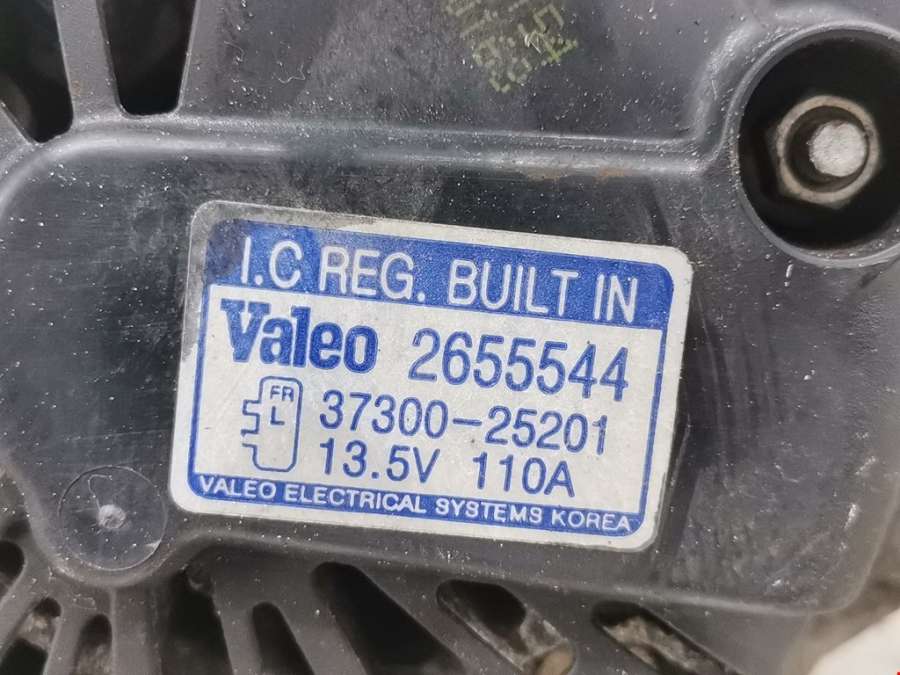 I.C REG. BUILT IN
Valeo 2655544
FR
L
37300-25201
13.5V 110A
VALEO ELECTRICAL SYSTEMS KOREA